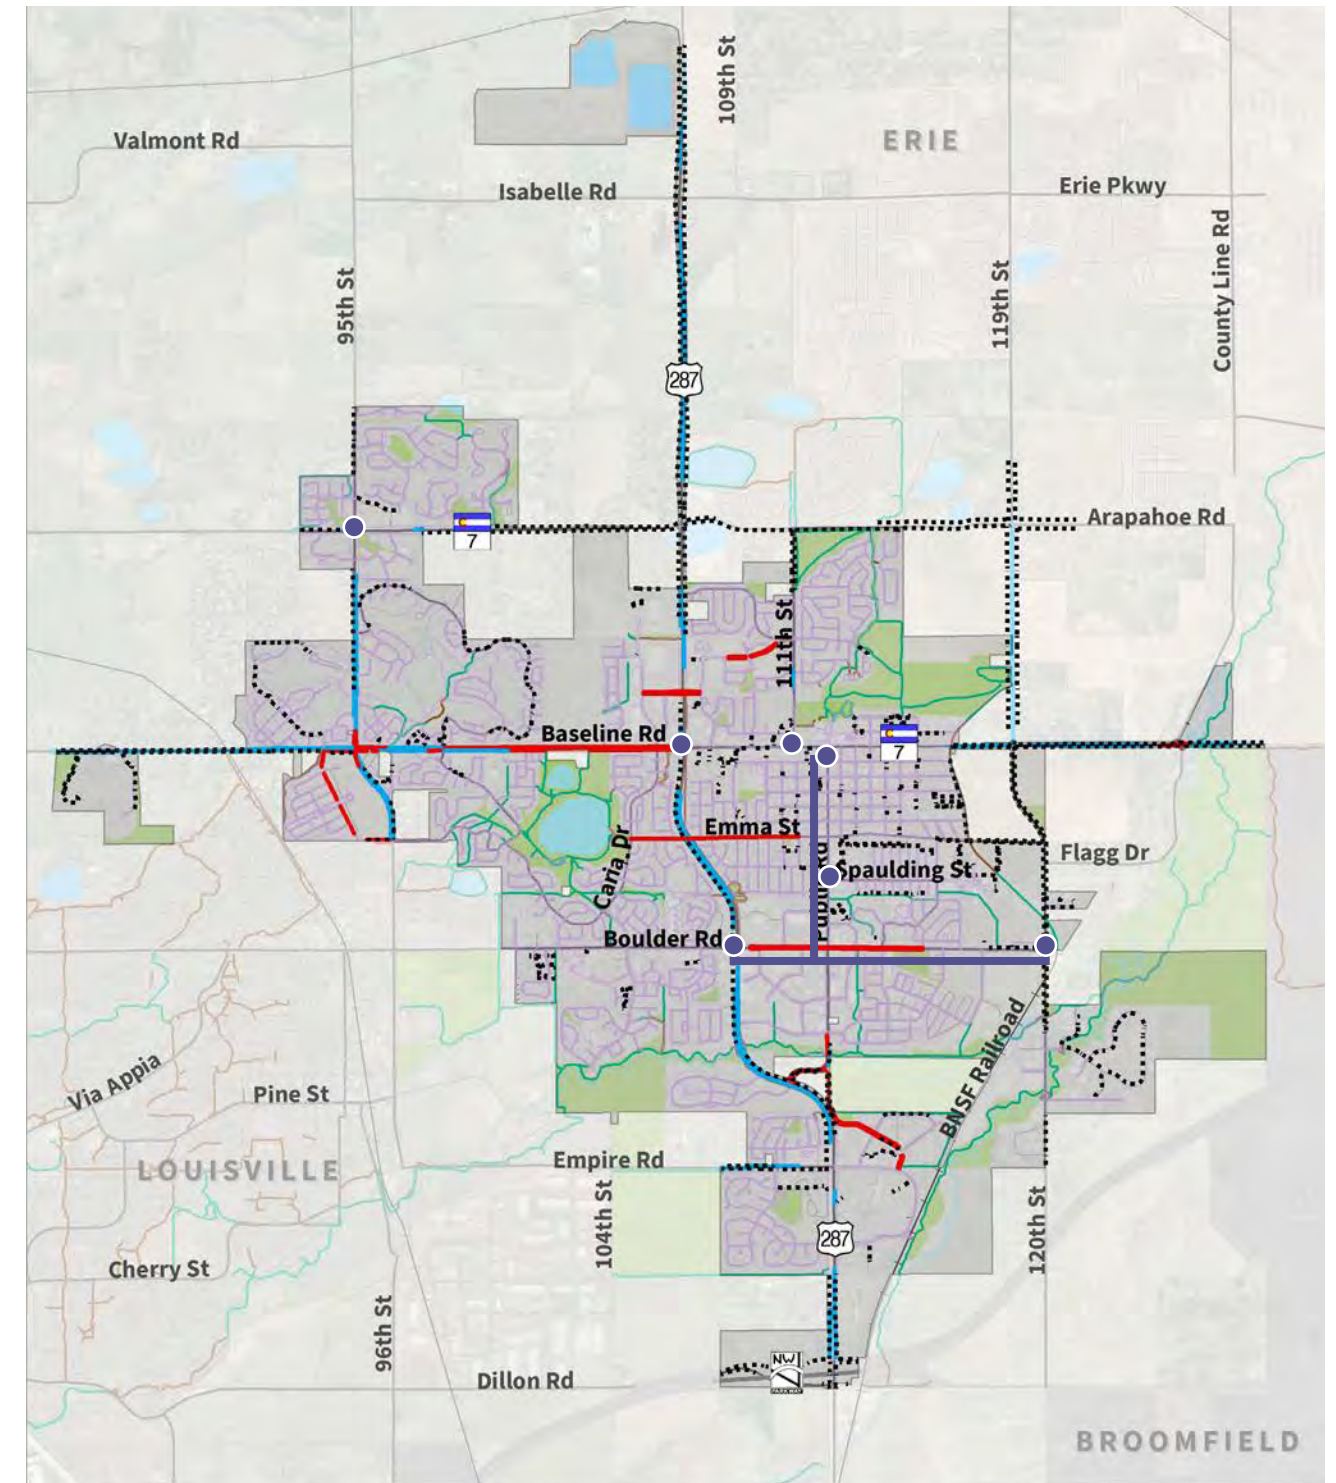 109th St
Valmont Rd
ERIE
Isabelle Rd
Erie Pkwy
95th St
119th St
County Line Rd
287
7
Arapahoe Rd
111th St
Baseline Rd
7
Emma St
Flagg Dr
Caria Dr
Spaulding St
Public Rd
Boulder Rd
BNSF Railroad
Via Appia
Pine St
LOUISVILLE
Empire Rd
104th St
120th St
287
Cherry St
96th St
NW
PARKWAY
Dillon Rd
BROOMFIELD